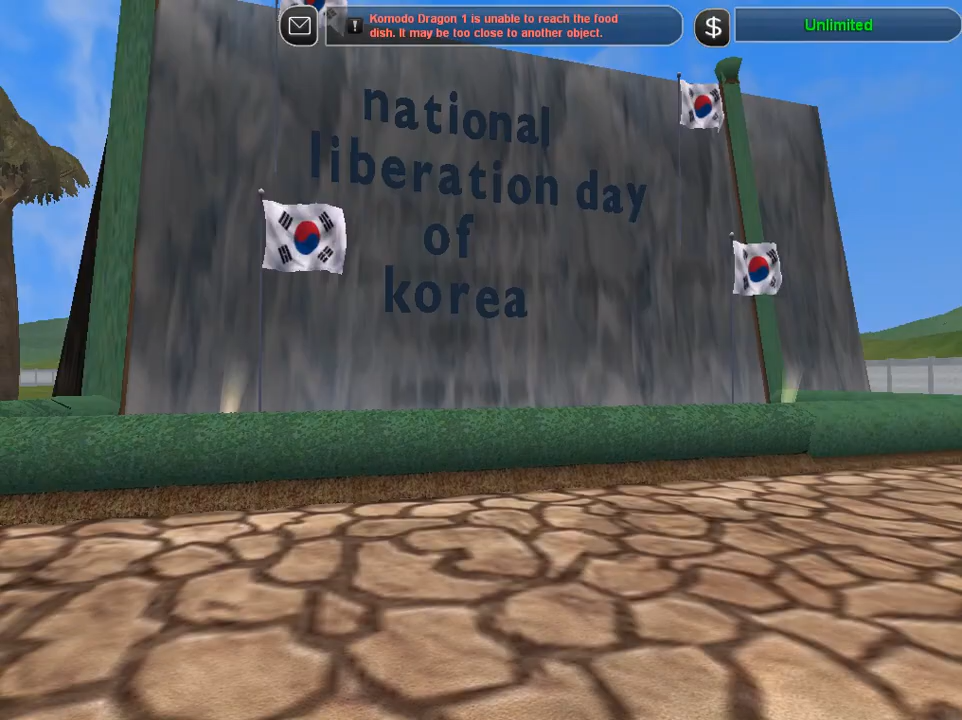 Komodo Dragon 1 is unable to reach the food
dish. It may be too close to another object.
$
Unlimited
national
liberation day
of
korea